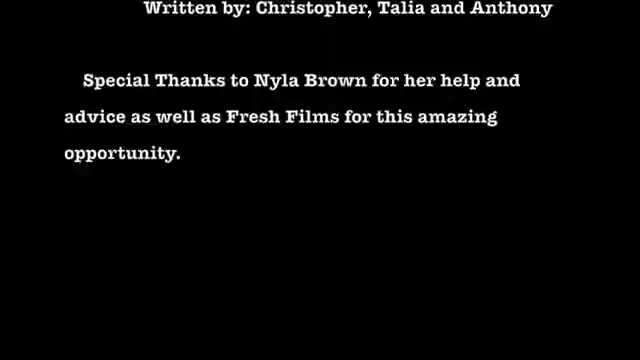 Written by: Christopher, Talia and Anthony
Special Thanks to Nyla Brown for her help and
advice as well as Fresh Films for this amazing
opportunity.